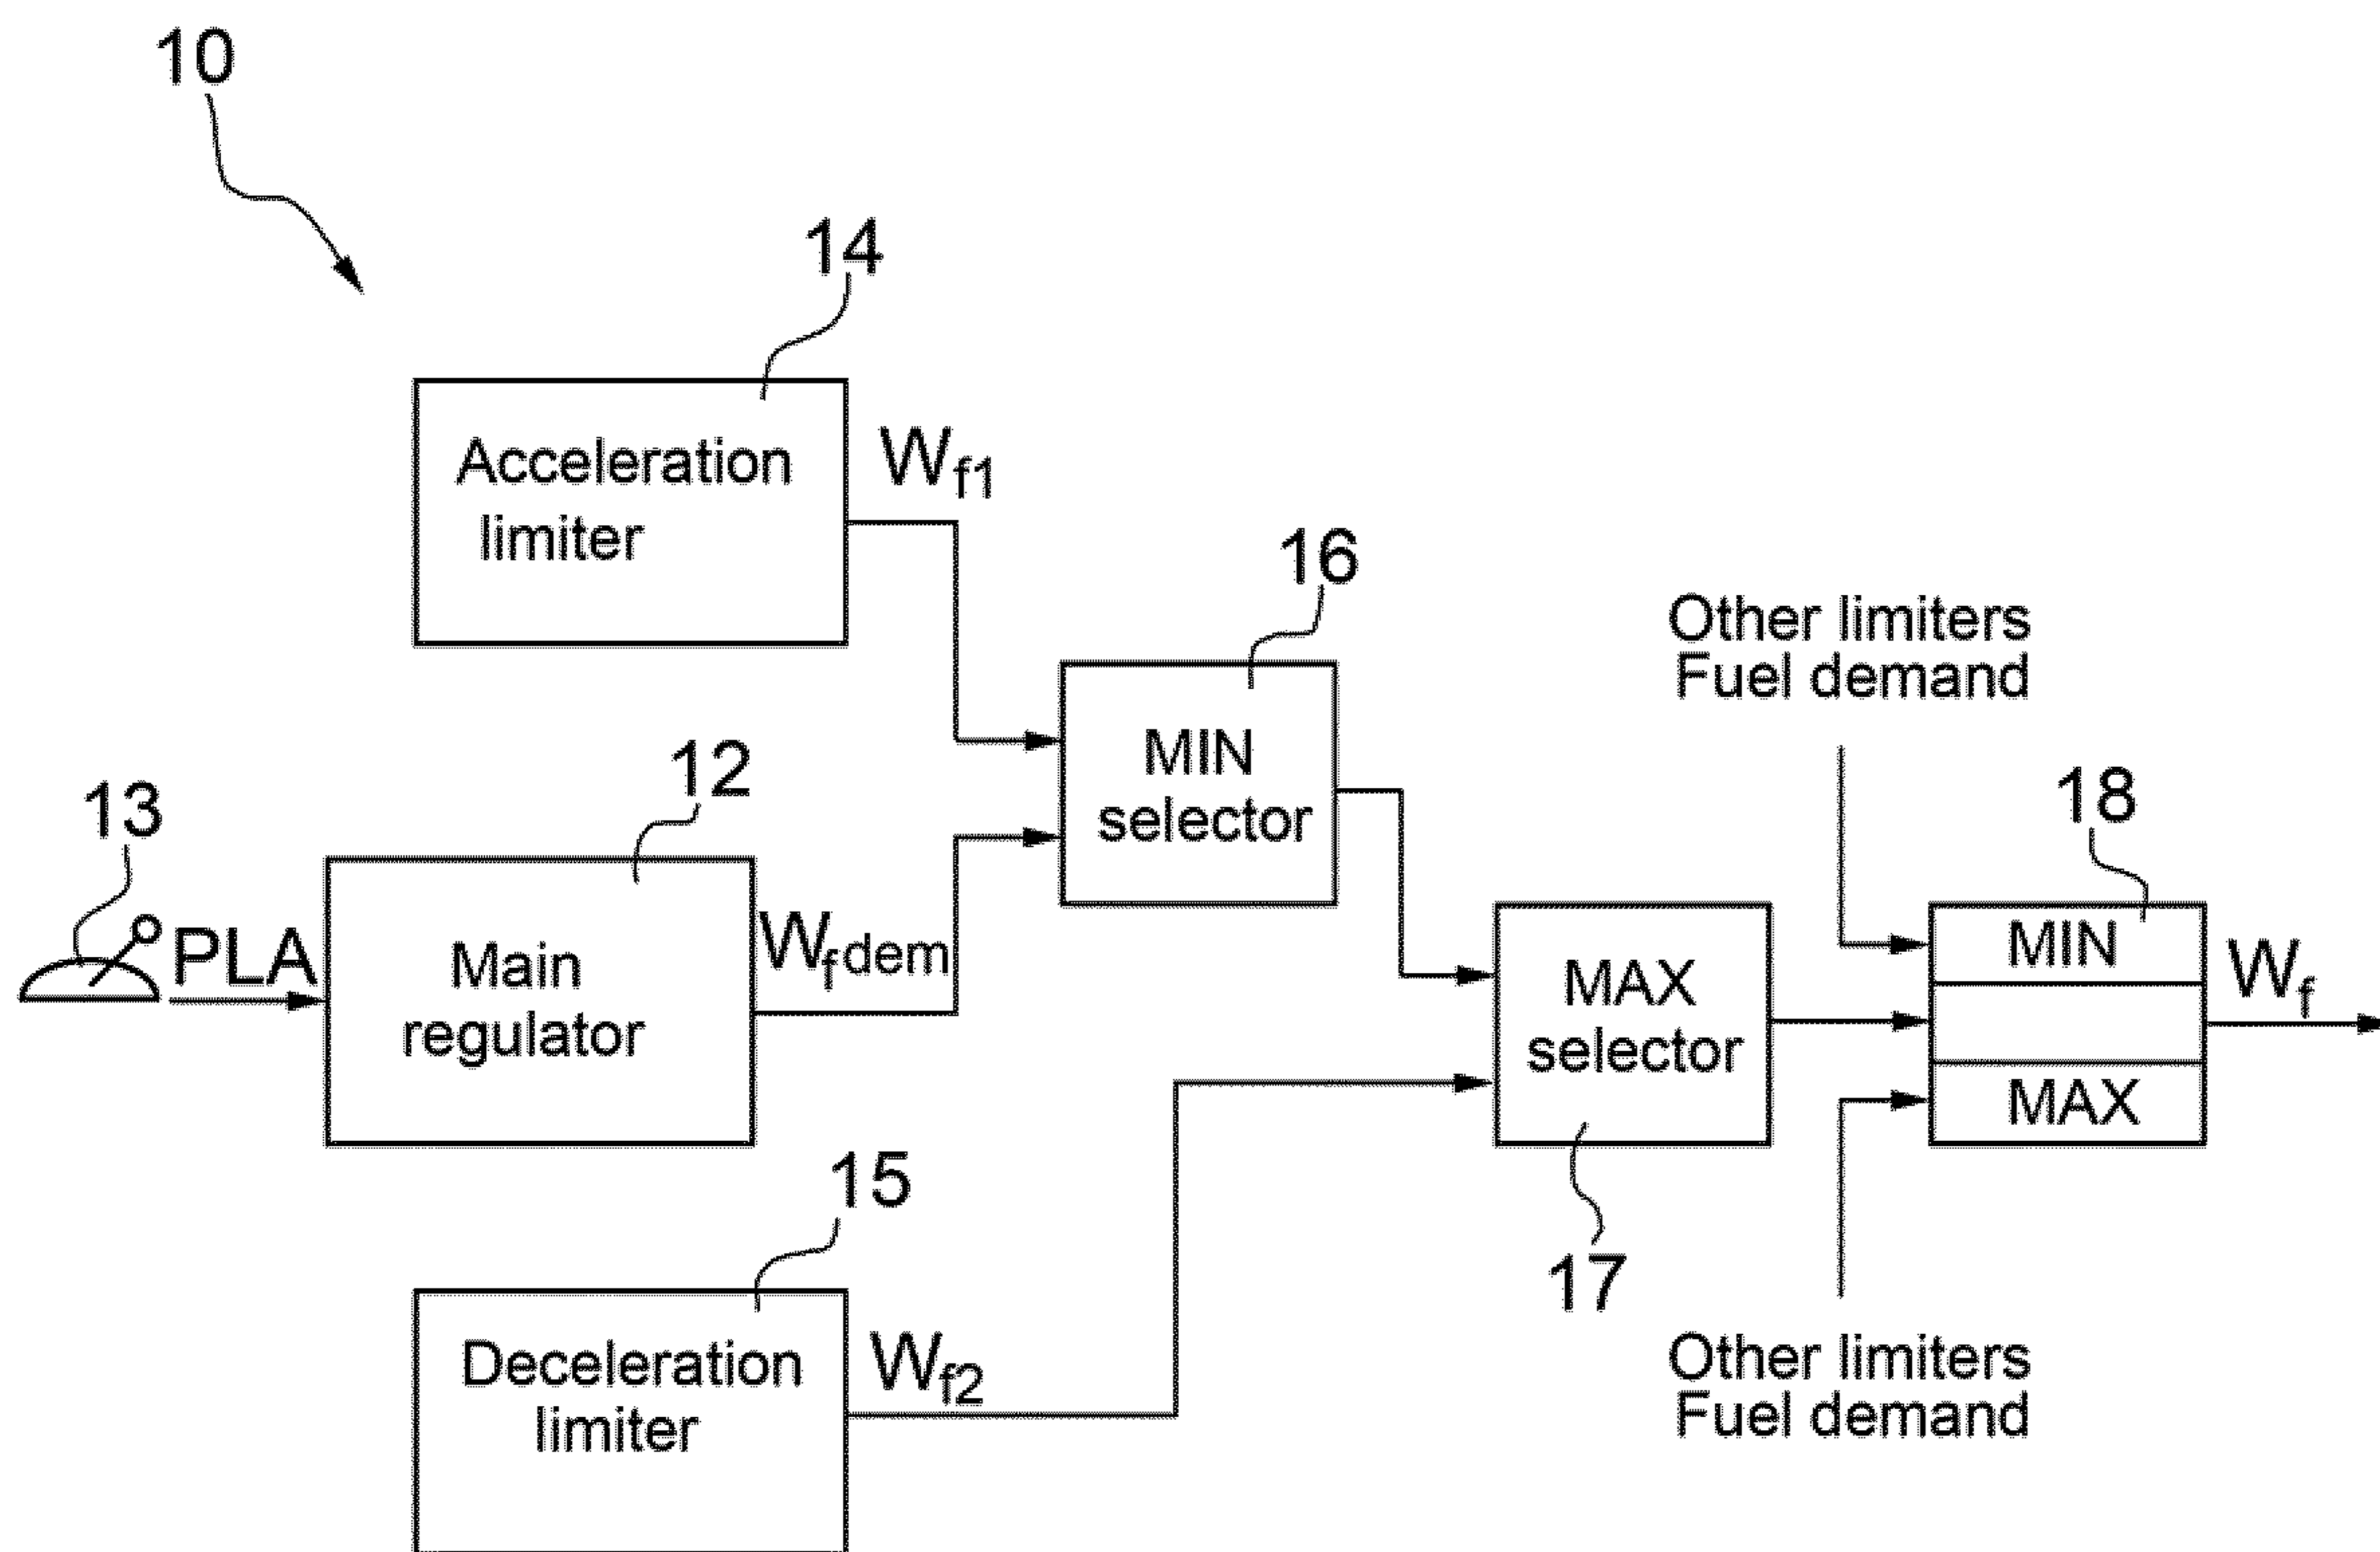 10
14
Acceleration
limiter
Wf1
16
MIN
selector
Other limiters
Fuel demand
13
PLA
12
Main
regulator
Wfdem
18
MIN
MAX
Wf
MAX
selector
17
15
Deceleration
limiter
Wf2
Other limiters
Fuel demand